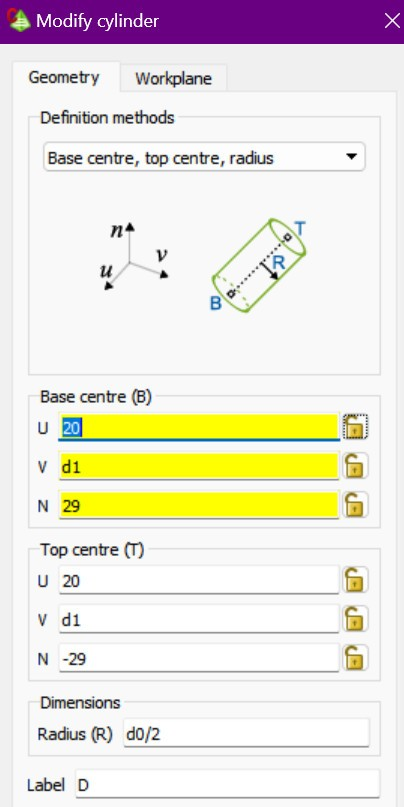 Modify cylinder
Geometry Workplane
Definition methods
Base centre, top centre, radius
n
v
u
T
R
B
Base centre (B)
U 20
V d1
N 29
Top centre (T)
U 20
V d1
N -29
Dimensions
Radius (R) d0/2
Label D